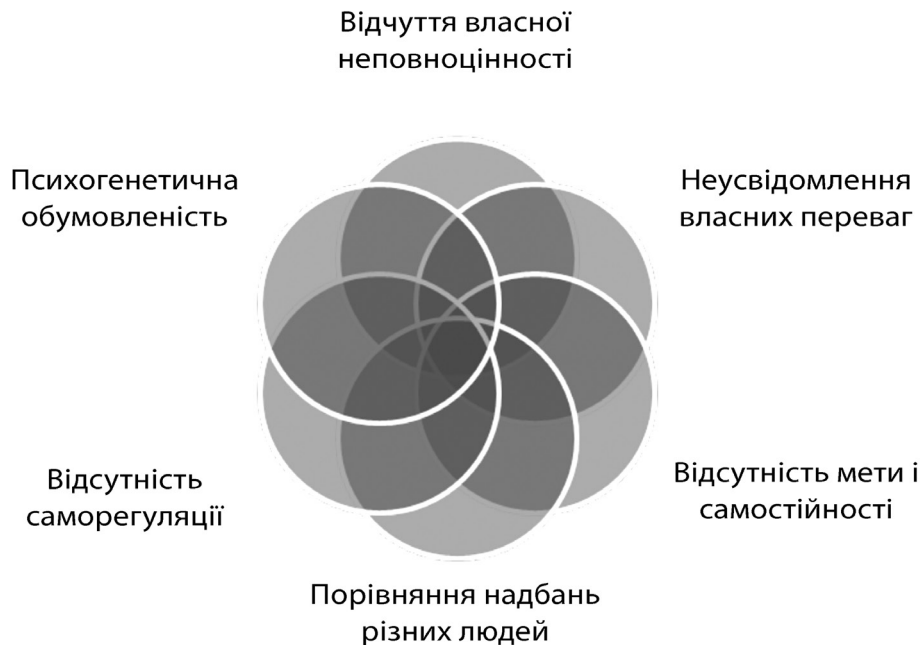 Відчуття власної
неповноцінності
Психогенетична
обумовленість
Неусвідомлення
власних переваг
Відсутність
саморегуляції
Відсутність мети і
самостійності
Порівняння надбань
різних людей